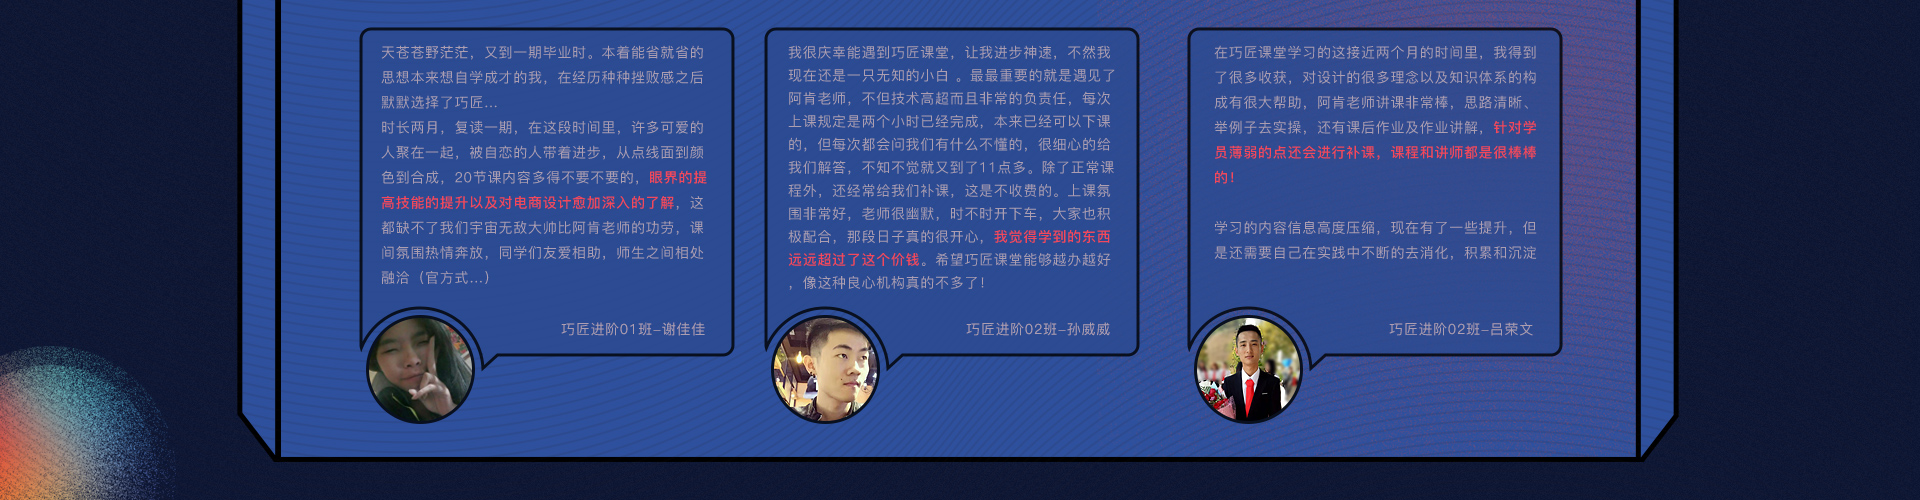 天苍苍野茫茫，又到一期毕业时。本着能省就省的
思想本来想自学成才的我，在经历种种挫败感之后
默默选择了巧匠...
时长两月，复读一期，在这段时间里，许多可爱的
人聚在一起，被自恋的人带着进步，从点线面到颜
色到合成，20节课内容多得不要不要的，眼界的提
高技能的提升以及对电商设计愈加深入的了解，这
都缺不了我们宇宙无敌大帅比阿肯老师的功劳，课
间氛围热情奔放，同学们友爱相助，师生之间相处
融洽（官方式...）
巧匠进阶01班-谢佳佳
我很庆幸能遇到巧匠课堂，让我进步神速，不然我
现在还是一只无知的小白 。最最重要的就是遇见了
阿肯老师，不但技术高超而且非常的负责任，每次
上课规定是两个小时已经完成，本来已经可以下课
的，但每次都会问我们有什么不懂的，很细心的给
我们解答，不知不觉就又到了11点多。除了正常课
程外，还经常给我们补课，这是不收费的。上课氛
围非常好，老师很幽默，时不时开下车，大家也积
极配合，那段日子真的很开心，我觉得学到的东西
远远超过了这个价钱。希望巧匠课堂能够越办越好
，像这种良心机构真的不多了！
巧匠进阶02班-孙威威
在巧匠课堂学习的这接近两个月的时间里，我得到
了很多收获，对设计的很多理念以及知识体系的构
成有很大帮助，阿肯老师讲课非常棒，思路清晰、
举例子去实操，还有课后作业及作业讲解，针对学
员薄弱的点还会进行补课，课程和讲师都是很棒棒
的！
学习的内容信息高度压缩，现在有了一些提升，但
是还需要自己在实践中不断的去消化，积累和沉淀
巧匠进阶02班-吕荣文